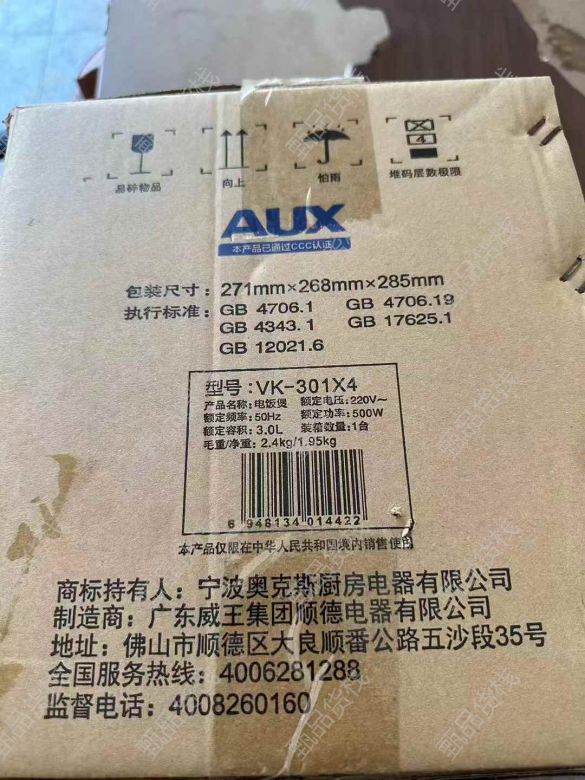 易碎物品 向上 怕雨 堆码层数极限
4
AUX
本产品已通过CCC认证
包装尺寸：271mm×268mm×285mm
执行标准：GB 4706.1 GB 4706.19
GB 4343.1 GB 17625.1
GB 12021.6
型号：VK-301X4
产品名称：电饭煲 额定电压：220V～
额定频率：50Hz 额定功率：500W
额定容积：3.0L 装箱数量：1台
毛重/净重：2.4kg/1.95kg
6 948134 014422
本产品仅限在中华人民共和国境内销售使用
商标持有人：宁波奥克斯厨房电器有限公司
制造商：广东威王集团顺德电器有限公司
地址：佛山市顺德区大良顺番公路五沙段35号
全国服务热线：4006281288
监督电话：4008260160
甄品货栈